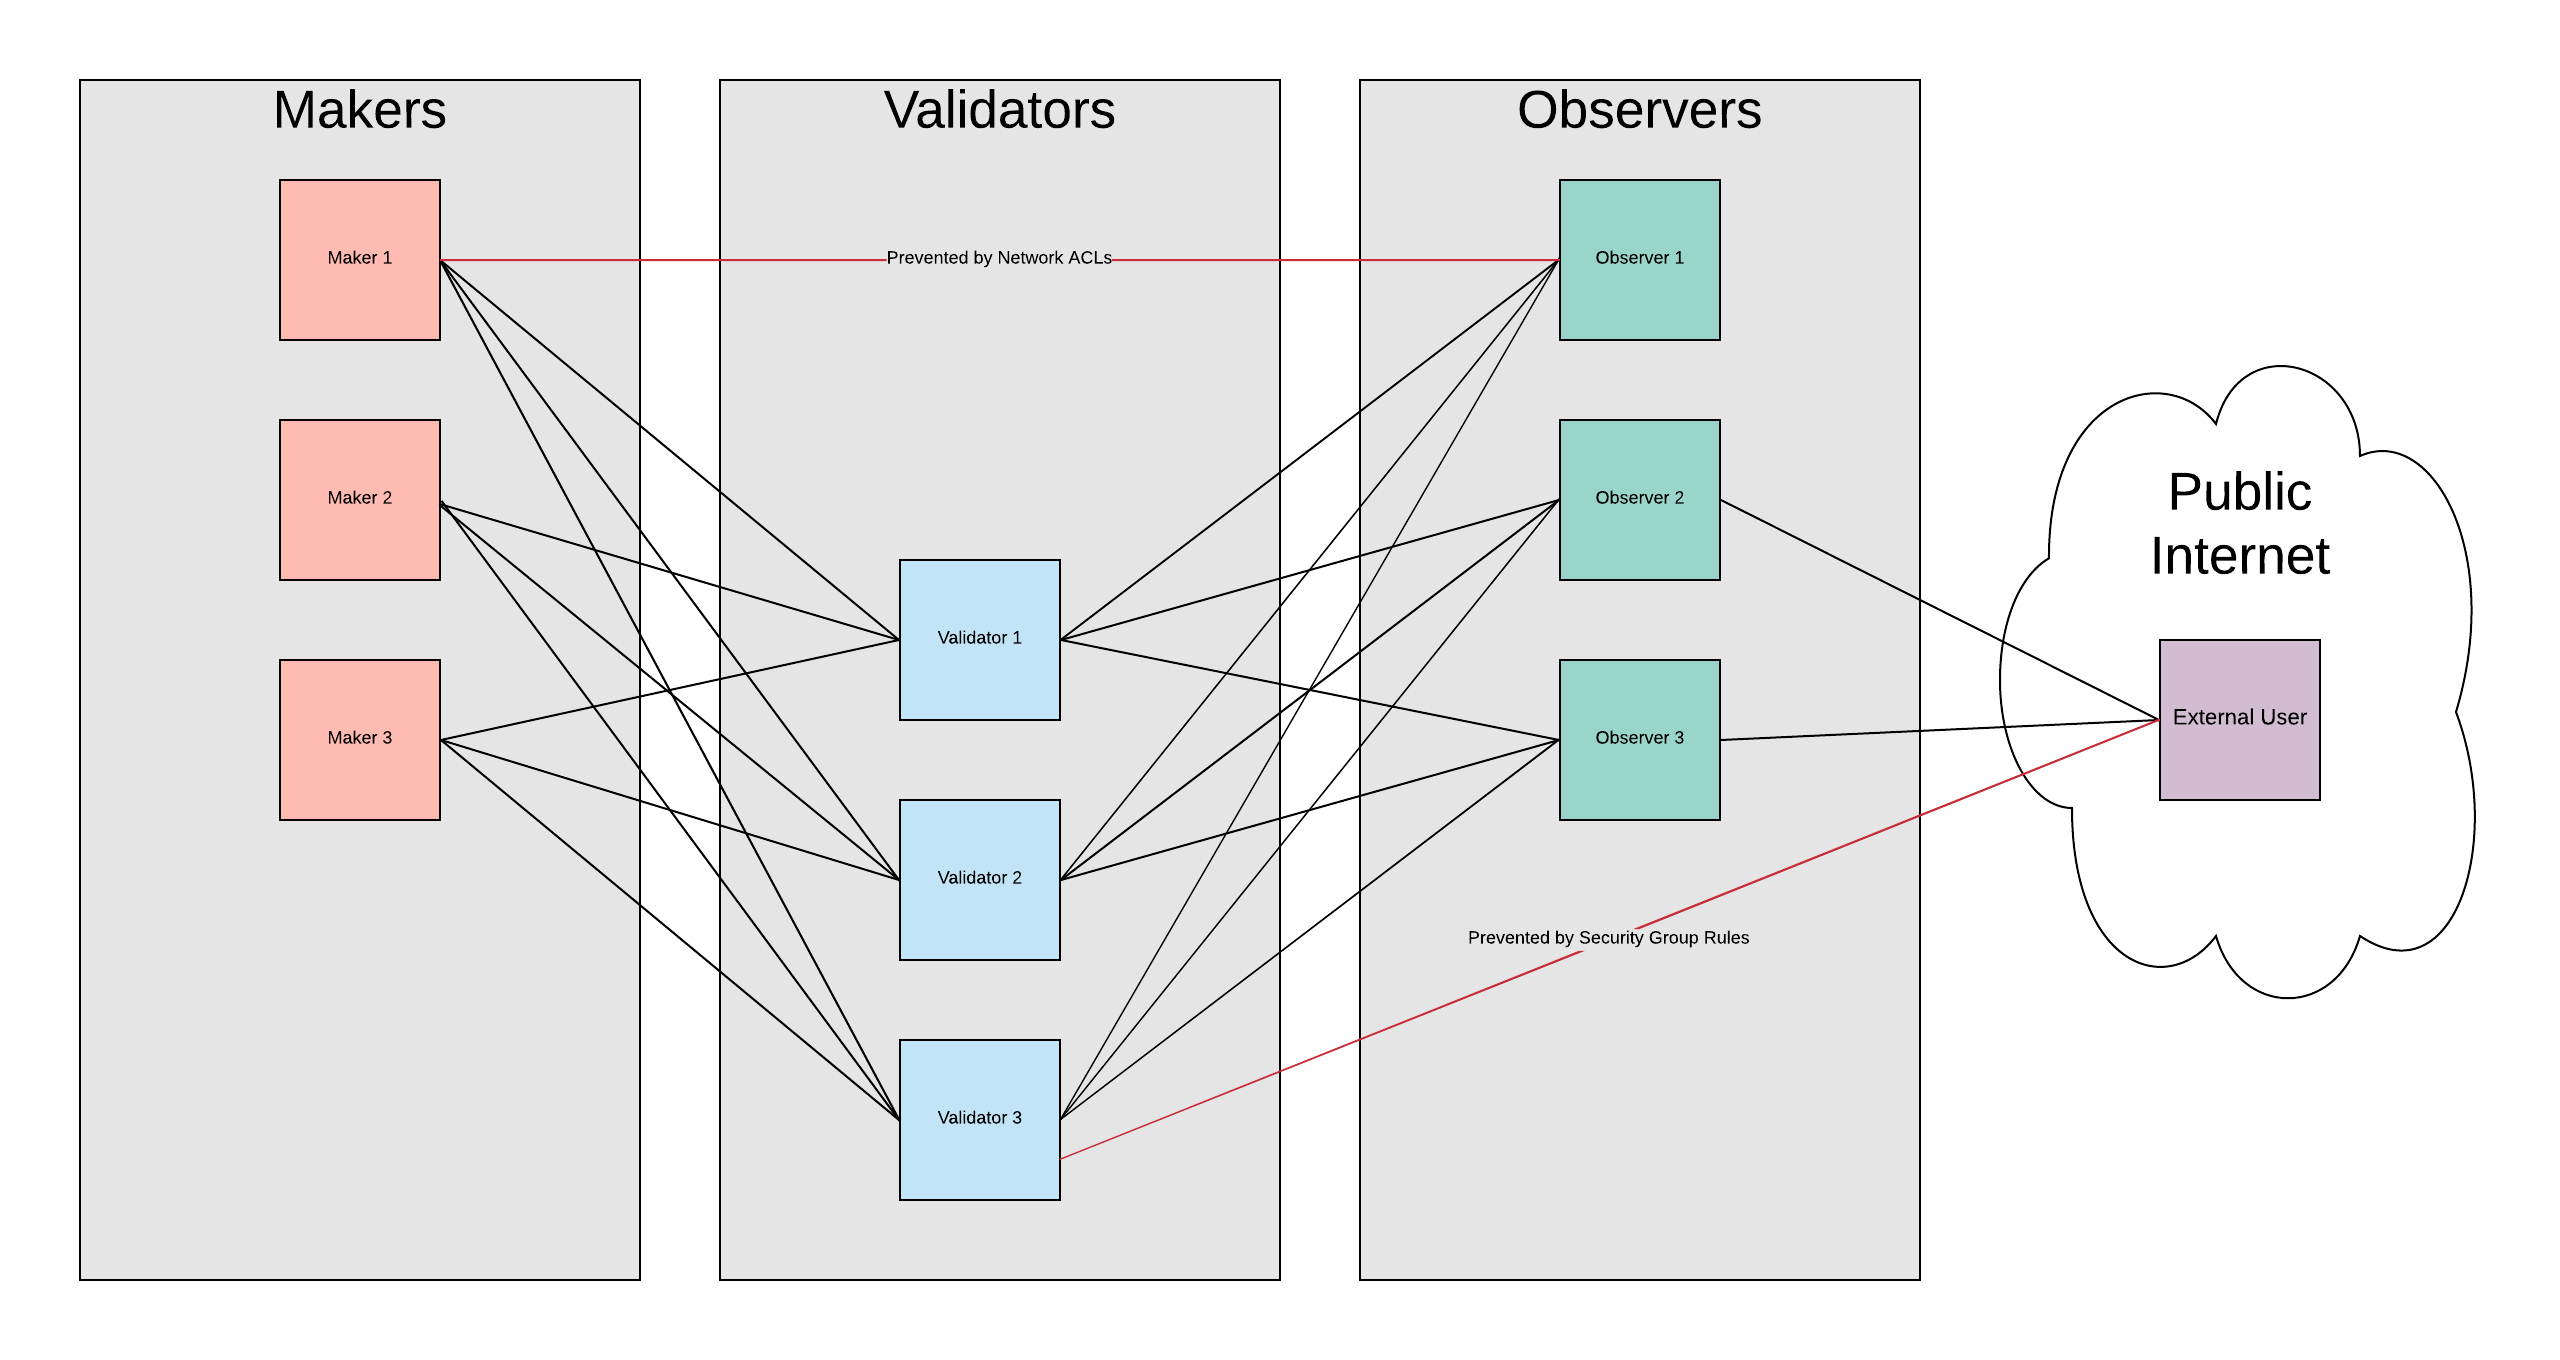 Makers
Validators
Observers
Maker 1
Prevented by Network ACLs
Observer 1
Maker 2
Observer 2
Public
Internet
Validator 1
External User
Maker 3
Observer 3
Validator 2
Prevented by Security Group Rules
Validator 3